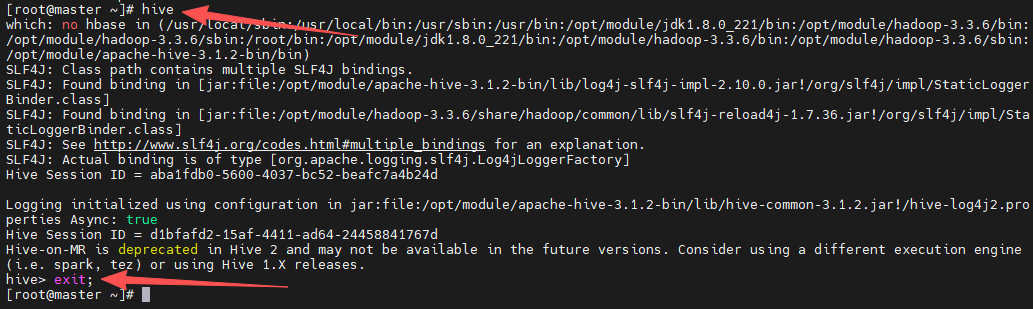 [root@master ~]# hive
which: no hbase in (/usr/local/sbin:/usr/local/bin:/usr/sbin:/usr/bin:/opt/module/jdk1.8.0_221/bin:/opt/module/hadoop-3.3.6/bin:
/opt/module/hadoop-3.3.6/sbin:/root/bin:/opt/module/jdk1.8.0_221/bin:/opt/module/hadoop-3.3.6/bin:/opt/module/hadoop-3.3.6/sbin:
/opt/module/apache-hive-3.1.2-bin/bin)
SLF4J: Class path contains multiple SLF4J bindings.
SLF4J: Found binding in [jar:file:/opt/module/apache-hive-3.1.2-bin/lib/log4j-slf4j-impl-2.10.0.jar!/org/slf4j/impl/StaticLogger
Binder.class]
SLF4J: Found binding in [jar:file:/opt/module/hadoop-3.3.6/share/hadoop/common/lib/slf4j-reload4j-1.7.36.jar!/org/slf4j/impl/Sta
ticLoggerBinder.class]
SLF4J: See http://www.slf4j.org/codes.html#multiple_bindings for an explanation.
SLF4J: Actual binding is of type [org.apache.logging.slf4j.Log4jLoggerFactory]
Hive Session ID = aba1fdb0-5600-4037-bc52-beafc7a4b24d
Logging initialized using configuration in jar:file:/opt/module/apache-hive-3.1.2-bin/lib/hive-common-3.1.2.jar!/hive-log4j2.pro
perties Async: true
Hive Session ID = d1bfafd2-15af-4411-ad64-24458841767d
Hive-on-MR is deprecated in Hive 2 and may not be available in the future versions. Consider using a different execution engine
(i.e. spark, tez) or using Hive 1.X releases.
hive> exit;
[root@master ~]#